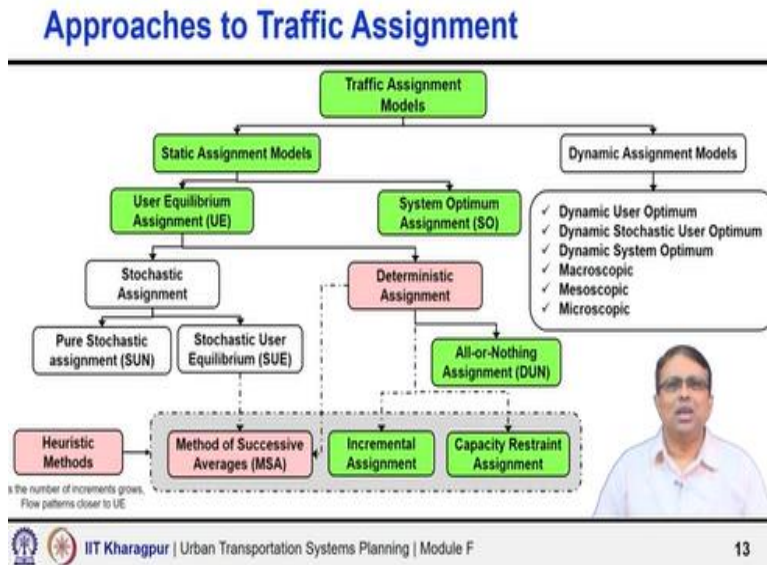 Approaches to Traffic Assignment
Traffic Assignment
Models
Static Assignment Models
Dynamic Assignment Models
User Equilibrium
Assignment (UE)
System Optimum
Assignment (SO)
✓ Dynamic User Optimum
✓ Dynamic Stochastic User Optimum
✓ Dynamic System Optimum
✓ Macroscopic
✓ Mesoscopic
✓ Microscopic
Stochastic
Assignment
Deterministic
Assignment
Pure Stochastic
assignment (SUN)
Stochastic User
Equilibrium (SUE)
All-or-Nothing
Assignment (DUN)
Heuristic
Methods
Method of Successive
Averages (MSA)
Incremental
Assignment
Capacity Restraint
Assignment
s the number of increments grows,
Flow patterns closer to UE
IIT Kharagpur | Urban Transportation Systems Planning | Module F
13